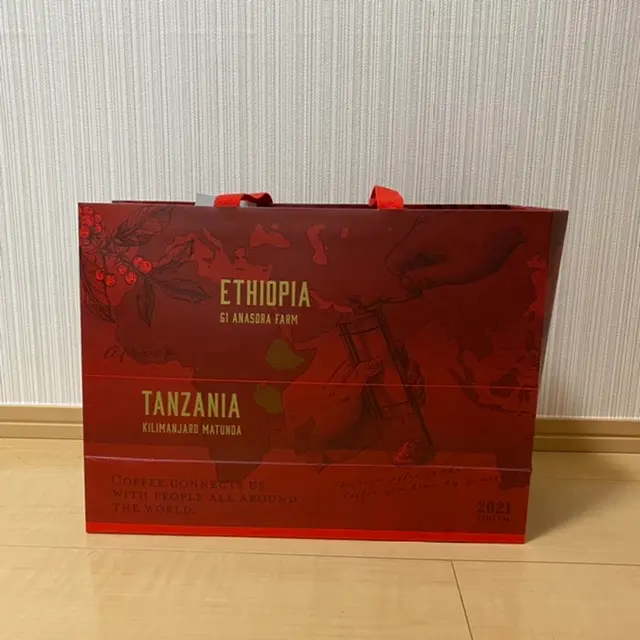 ETHIOPIA
G1 ANASORA FARM
TANZANIA
KILIMANJARO MATUNDA
COFFEE CONNECTS US
WITH PEOPLE ALL AROUND
THE WORLD.
2021